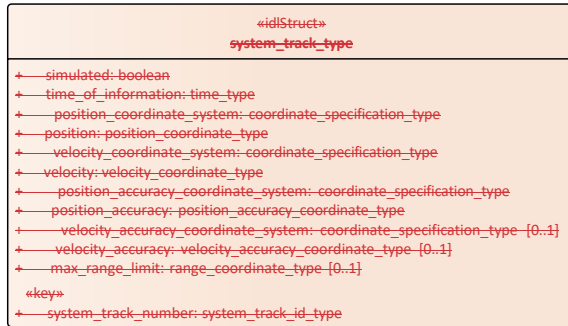 «idlStruct»
system_track_type
+ simulated: boolean
+ time_of_information: time_type
+ position_coordinate_system: coordinate_specification_type
+ position: position_coordinate_type
+ velocity_coordinate_system: coordinate_specification_type
+ velocity: velocity_coordinate_type
+ position_accuracy_coordinate_system: coordinate_specification_type
+ position_accuracy: position_accuracy_coordinate_type
+ velocity_accuracy_coordinate_system: coordinate_specification_type [0..1]
+ velocity_accuracy: velocity_accuracy_coordinate_type [0..1]
+ max_range_limit: range_coordinate_type [0..1]
«key»
+ system_track_number: system_track_id_type